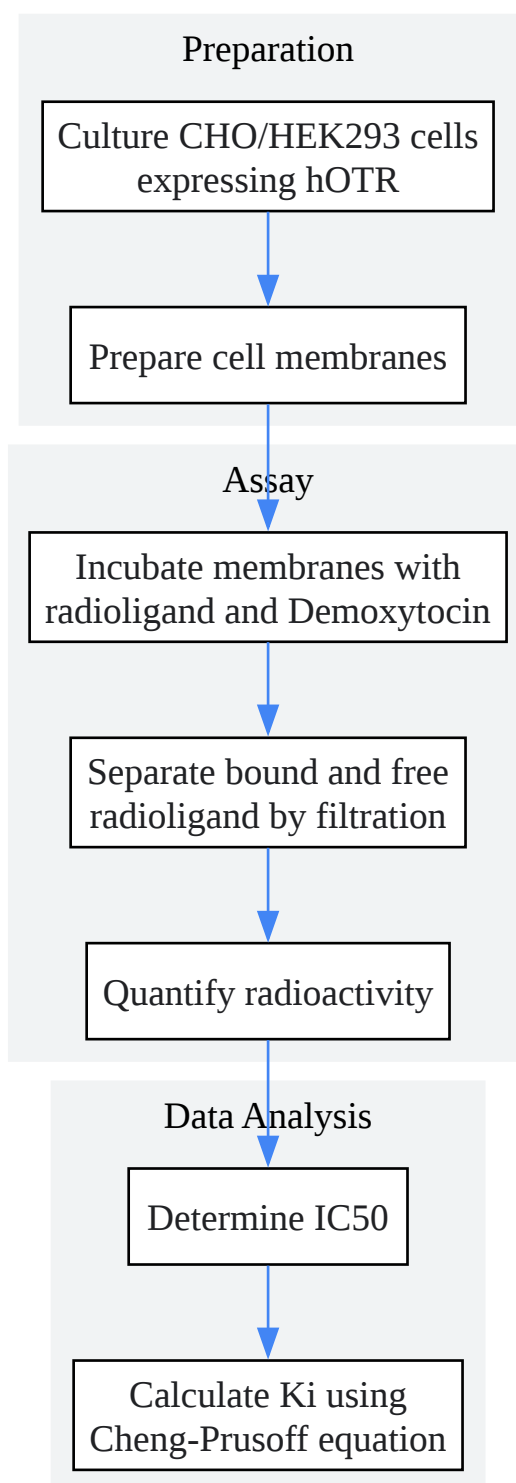 Preparation
Culture CHO/HEK293 cells
expressing hOTR
Prepare cell membranes
Assay
Incubate membranes with
radioligand and Demoxytocin
Separate bound and free
radioligand by filtration
Quantify radioactivity
Data Analysis
Determine IC50
Calculate Ki using
Cheng-Prusoff equation